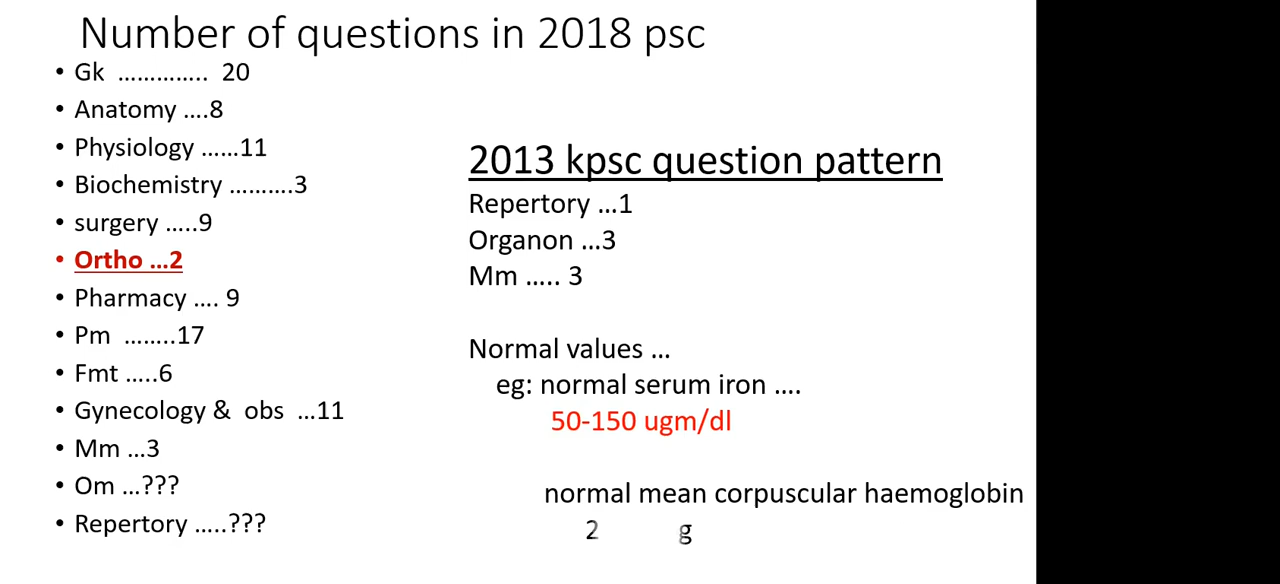 Number of questions in 2018 psc
• Gk ………….. 20
• Anatomy ….8
• Physiology ……11
• Biochemistry ……….3
• surgery …..9
• Ortho …2
• Pharmacy …. 9
• Pm ……..17
• Fmt …..6
• Gynecology & obs …11
• Mm …3
• Om …???
• Repertory …..???
2013 kpsc question pattern
Repertory …1
Organon …3
Mm ….. 3
Normal values …
eg: normal serum iron ….
50-150 ugm/dl
normal mean corpuscular haemoglobin
2 g